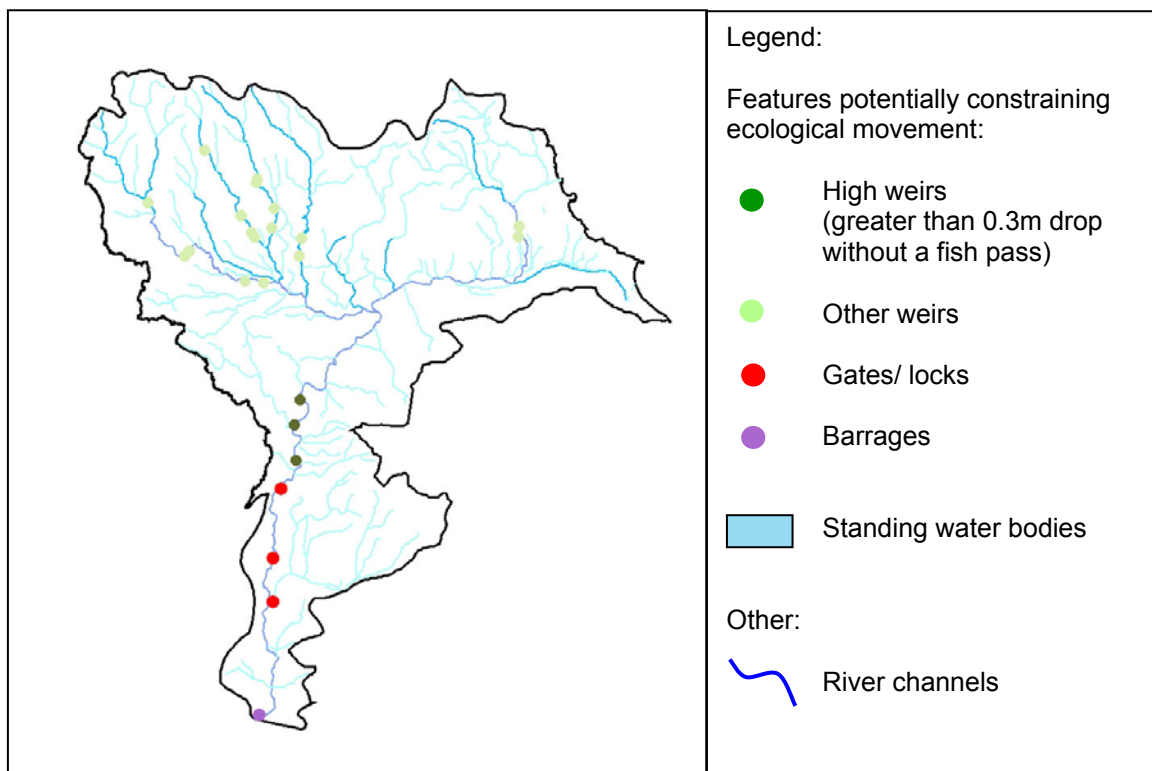 Legend:
Features potentially constraining
ecological movement:
High weirs
(greater than 0.3m drop
without a fish pass)
Other weirs
Gates/ locks
Barrages
Standing water bodies
Other:
River channels